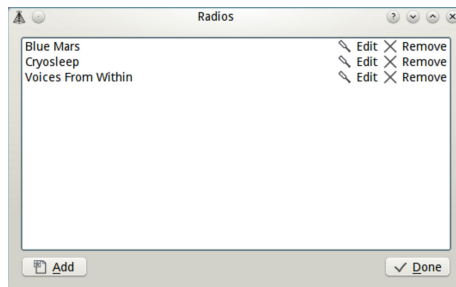 Radios
Blue Mars Edit Remove
Cryosleep Edit Remove
Voices From Within Edit Remove
Add Done